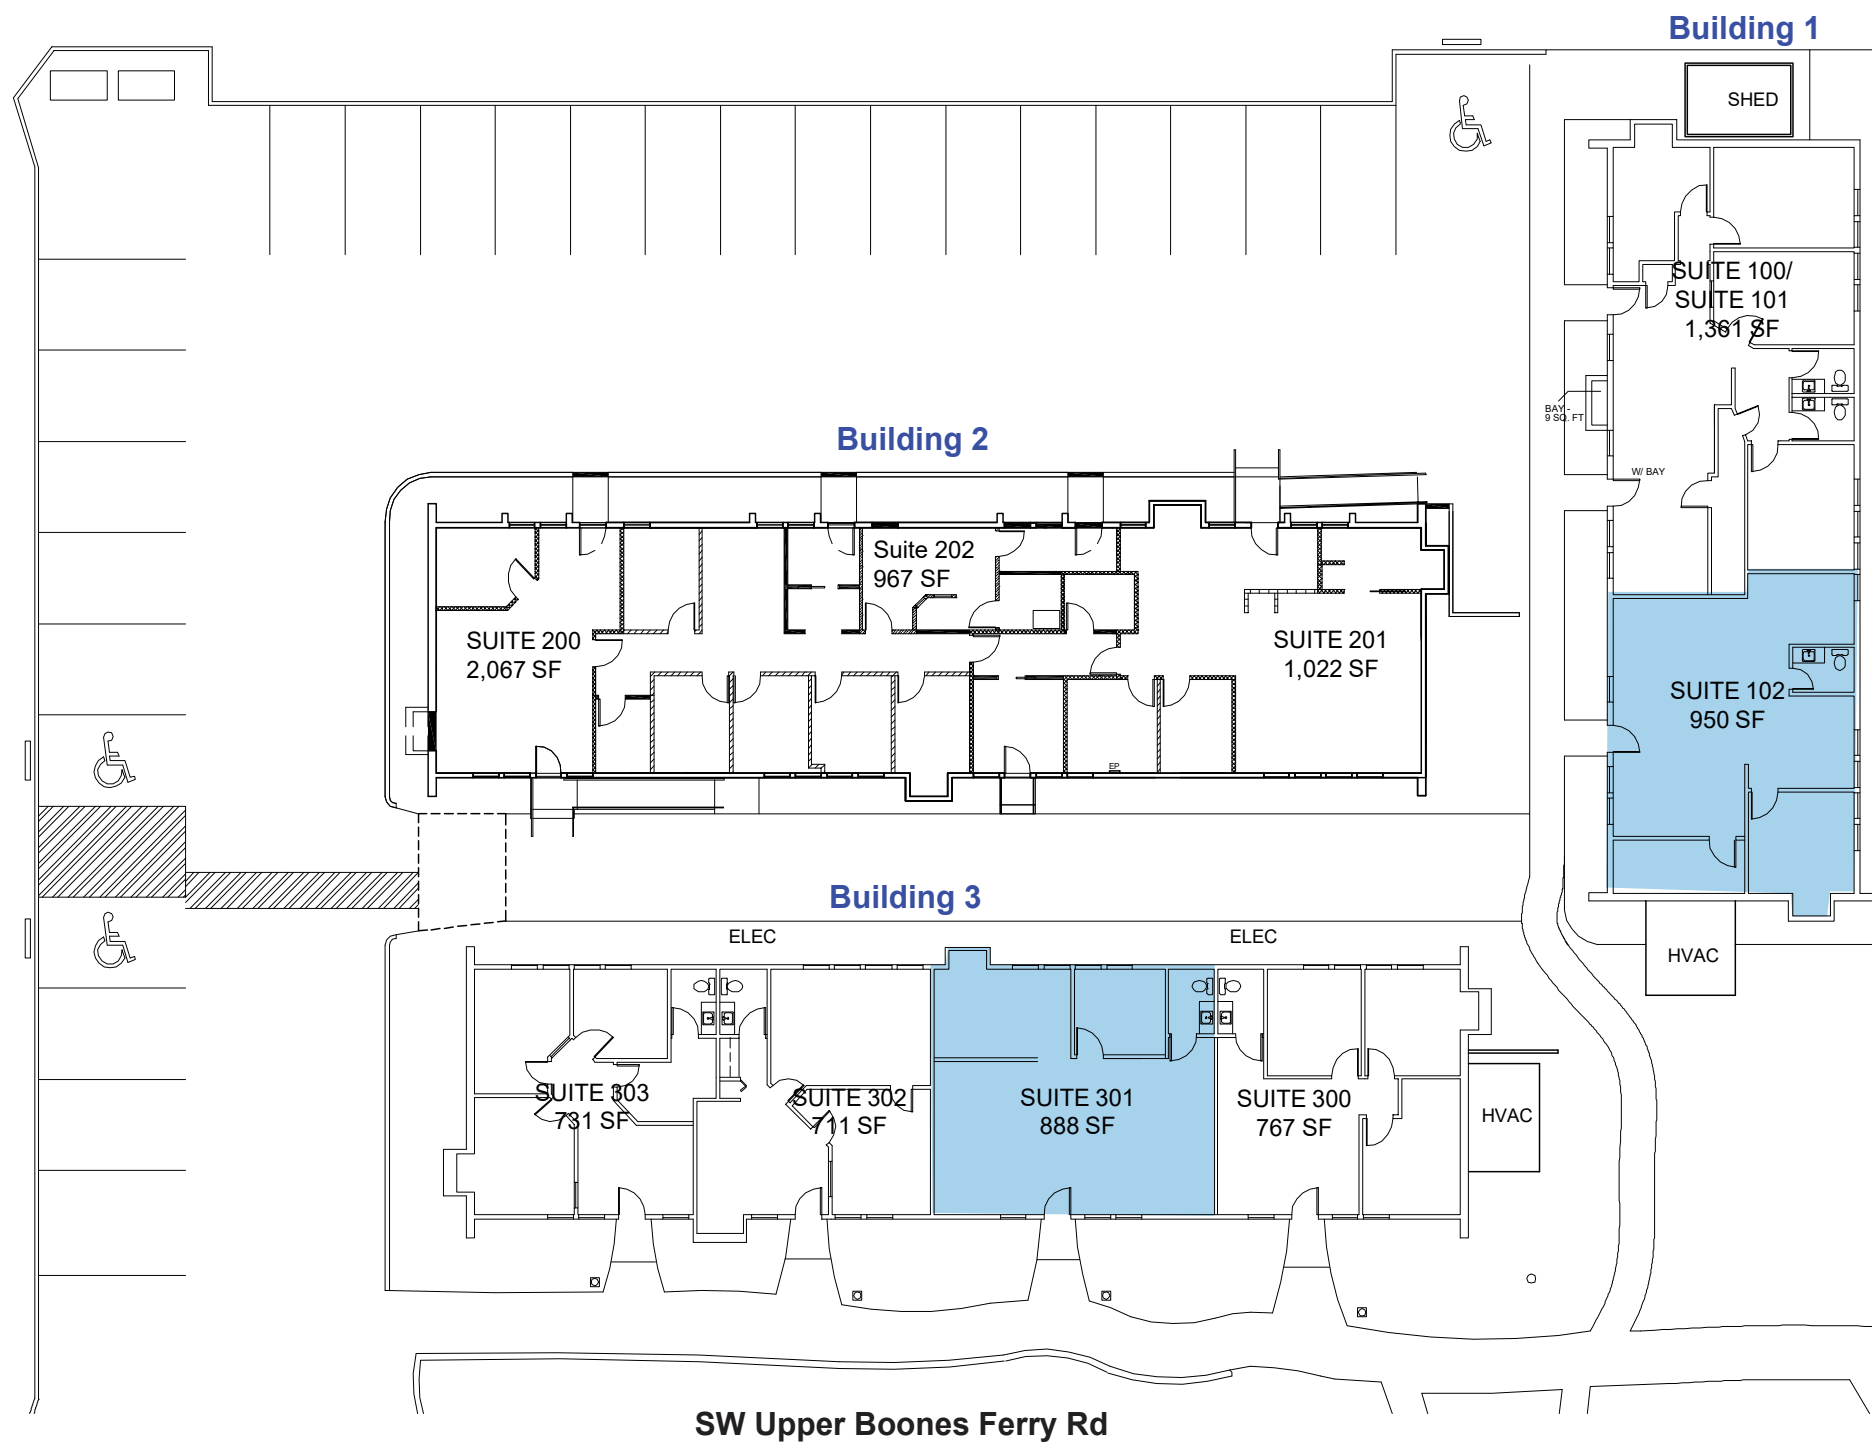 Building 1
SHED
SUITE 100/
SUITE 101
1,361 SF
BAY -
9 SQ. FT
W/ BAY
Building 2
Suite 202
967 SF
SUITE 200
2,067 SF
SUITE 201
1,022 SF
EP
SUITE 102
950 SF
Building 3
ELEC
ELEC
HVAC
SUITE 303
731 SF
SUITE 302
711 SF
SUITE 301
888 SF
SUITE 300
767 SF
HVAC
SW Upper Boones Ferry Rd